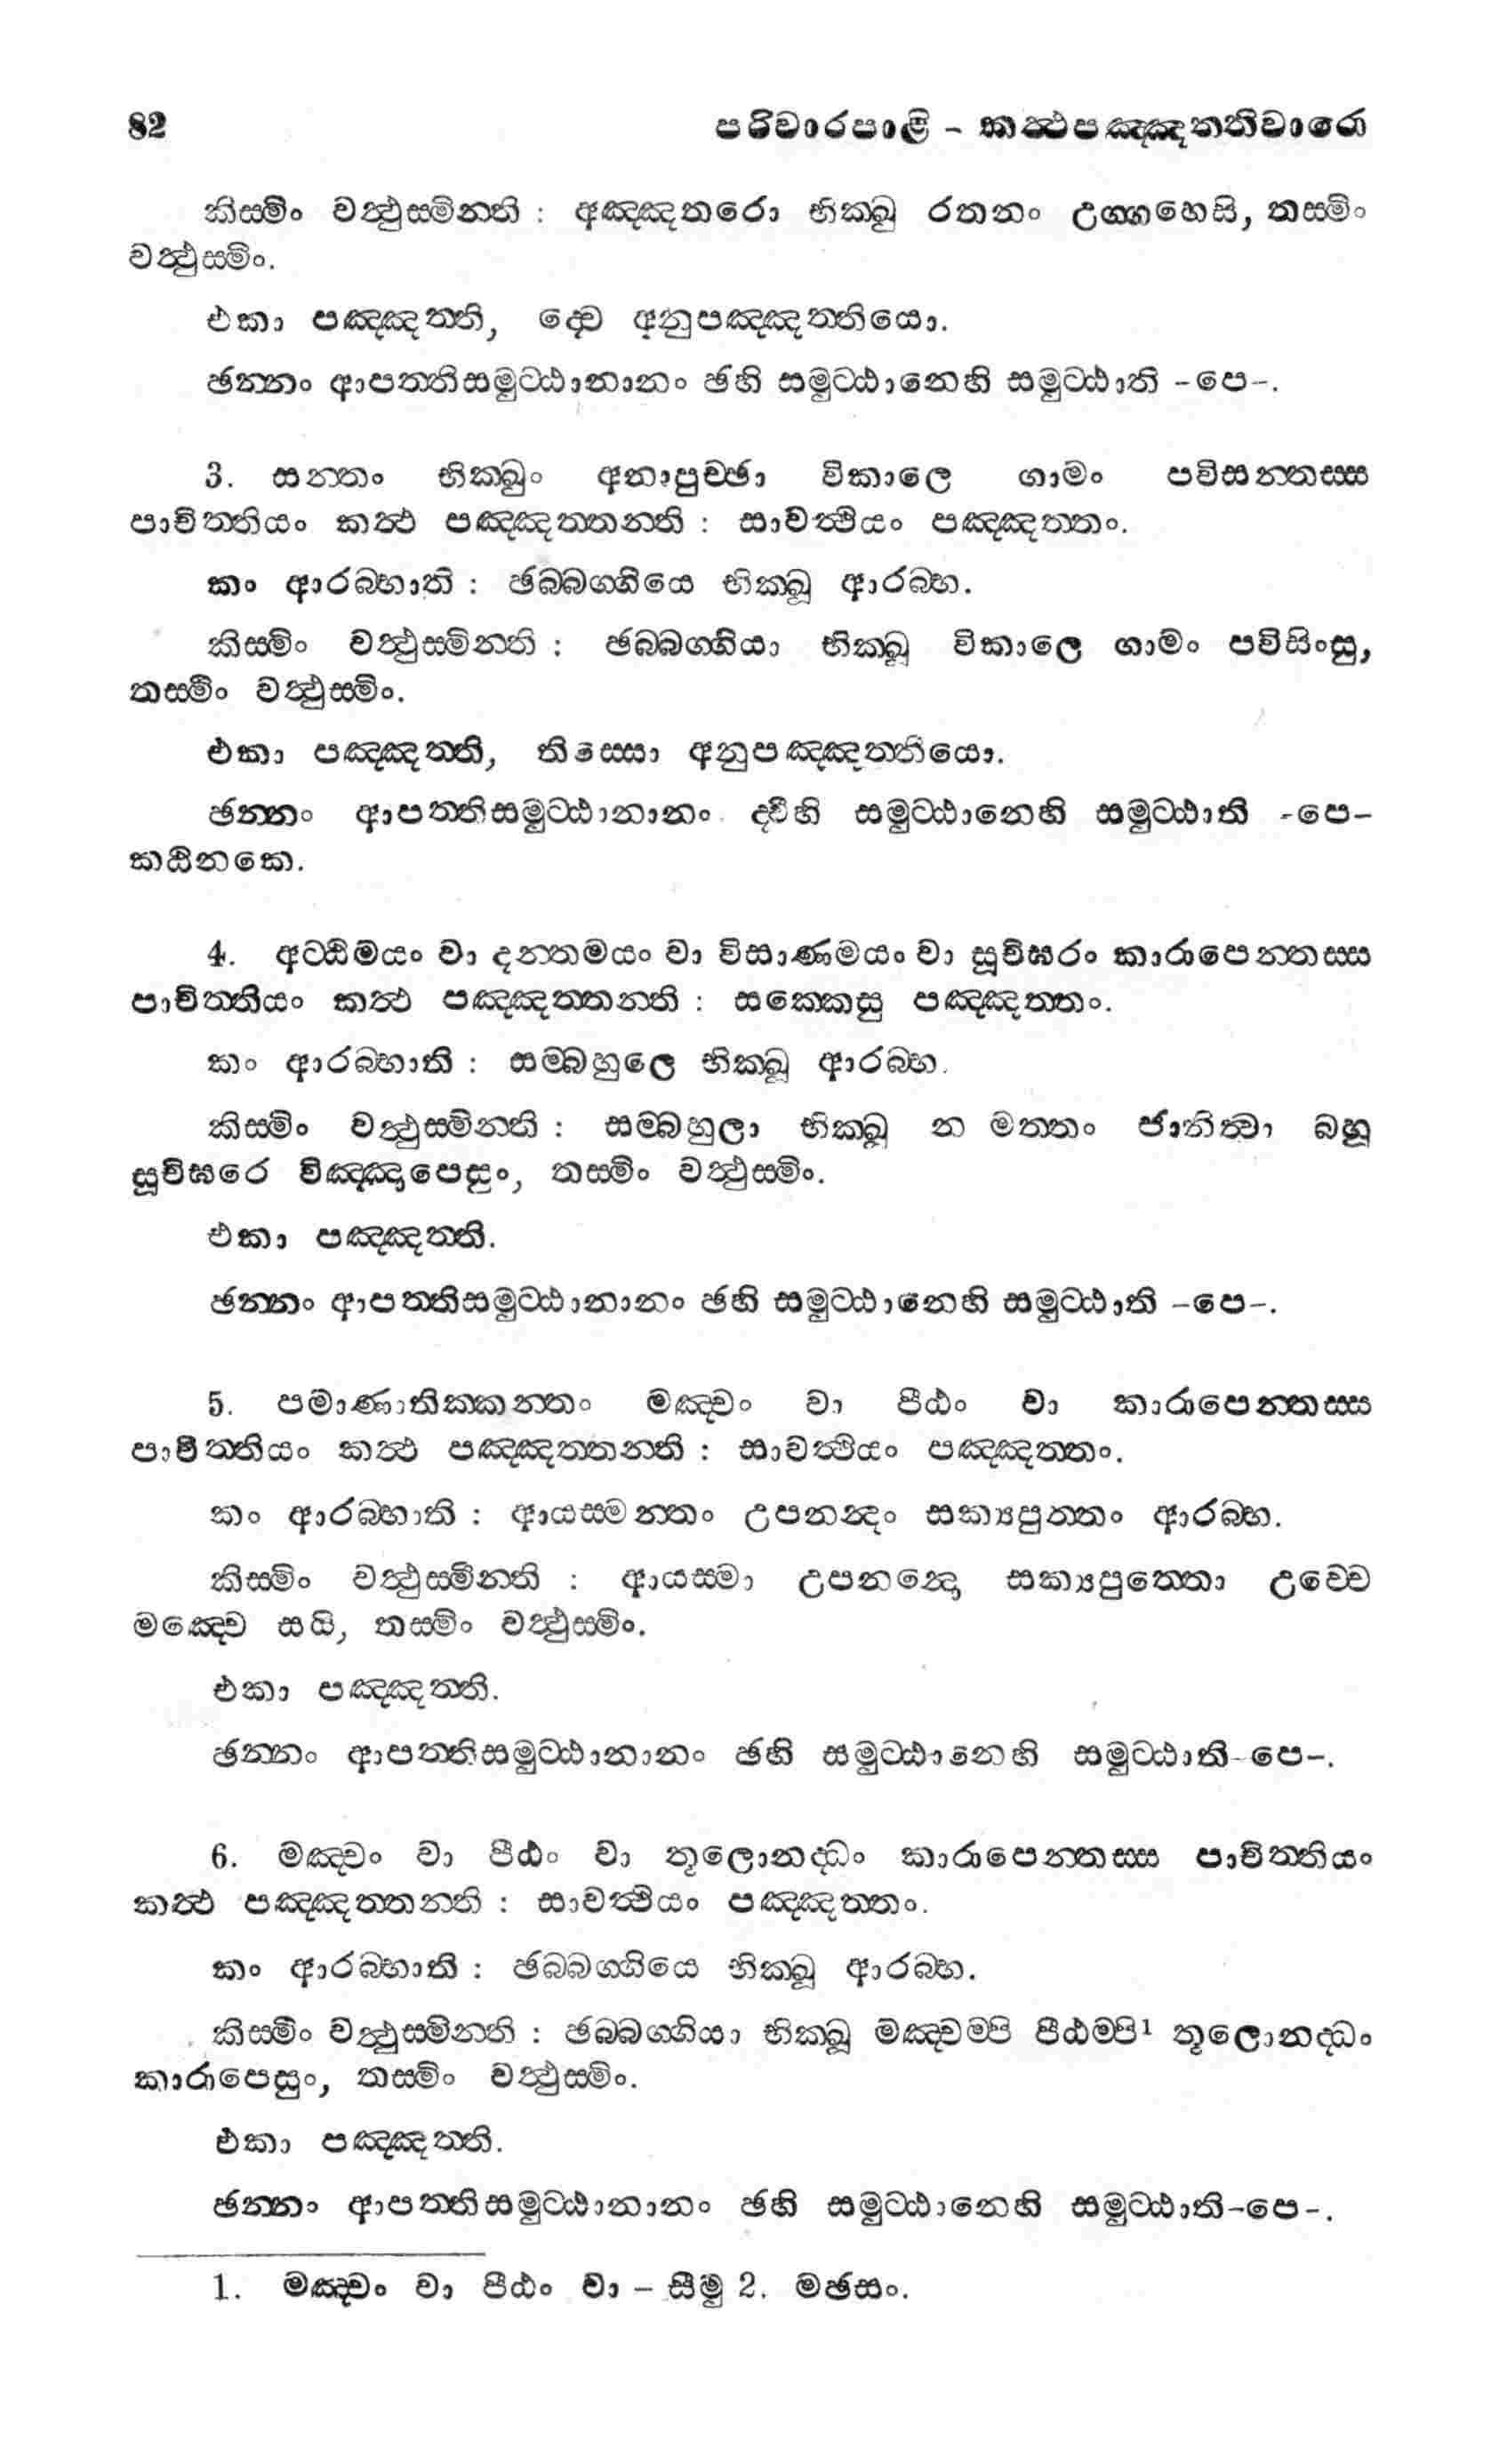 82 පරිවාරපාළි - කත්‍ථපඤ්ඤත්තිවාරො
කිස්මිං වත්‍ථුස්මින්ති : අඤ්ඤතරො භික්ඛු රතනං උග්ගහෙසි, තස්මිං
වත්‍ථුස්මිං.
එකා පඤ්ඤත්ති, ද්වෙ අනුපඤ්ඤත්තියො.
ඡන්නං ආපත්තිසමුට්ඨානානං ඡහි සමුට්ඨානෙහි සමුට්ඨාති -පෙ-.
3. සන්තං භික්ඛුං අනාපුච්ඡා විකාලෙ ගාමං පවිසන්තස්ස
පාචිත්තියං කත්‍ථ පඤ්ඤත්තන්ති : සාවත්‍ථියං පඤ්ඤත්තං.
කං ආරබ්භාති : ඡබ්බග්ගියෙ භික්ඛූ ආරබ්භ.
කිස්මිං වත්‍ථුස්මින්ති : ඡබ්බග්ගියා භික්ඛූ විකාලෙ ගාමං පවිසිංසු,
තස්මිං වත්‍ථුස්මිං.
එකා පඤ්ඤත්ති, තිස්සො අනුපඤ්ඤත්තියො.
ඡන්නං ආපත්තිසමුට්ඨානානං ද්වීහි සමුට්ඨානෙහි සමුට්ඨාති -පෙ-
කඨිනකෙ.
4. අට්ඨිමයං වා දන්තමයං වා විසාණමයං වා සූචිඝරං කාරාපෙන්තස්ස
පාචිත්තියං කත්‍ථ පඤ්ඤත්තන්ති : සක්කෙසු පඤ්ඤත්තං.
කං ආරබ්භාති : සම්බහුලෙ භික්ඛූ ආරබ්භ.
කිස්මිං වත්‍ථුස්මින්ති : සම්බහුලා භික්ඛූ න මත්තං ජානිත්‍වා බහූ
සූචිඝරෙ විඤ්ඤාපෙසුං, තස්මිං වත්‍ථුස්මිං.
එකා පඤ්ඤත්ති.
ඡන්නං ආපත්තිසමුට්ඨානානං ඡහි සමුට්ඨානෙහි සමුට්ඨාති -පෙ-.
5. පමාණාතික්කන්තං මඤ්චං වා පීඨං වා කාරාපෙන්තස්ස
පාචිත්තියං කත්‍ථ පඤ්ඤත්තන්ති : සාවත්‍ථියං පඤ්ඤත්තං.
කං ආරබ්භාති : ආයස්මන්තං උපනන්දං සක්‍යපුත්තං ආරබ්භ.
කිස්මිං වත්‍ථුස්මින්ති : ආයස්මා උපනන්දො සක්‍යපුත්තො උච්චෙ
මඤ්චෙ සයි, තස්මිං වත්‍ථුස්මිං.
එකා පඤ්ඤත්ති.
ඡන්නං ආපත්තිසමුට්ඨානානං ඡහි සමුට්ඨානෙහි සමුට්ඨාති-පෙ-.
6. මඤ්චං වා පීඨං වා තූලොනද්ධං කාරාපෙන්තස්ස පාචිත්තියං
කත්‍ථ පඤ්ඤත්තන්ති : සාවත්‍ථියං පඤ්ඤත්තං.
කං ආරබ්භාති : ඡබ්බග්ගියෙ භික්ඛූ ආරබ්භ.
කිස්මිං වත්‍ථුස්මින්ති : ඡබ්බග්ගියා භික්ඛූ මඤ්චම්පි පීඨම්පි¹ තූලොනද්ධං
කාරාපෙසුං, තස්මිං වත්‍ථුස්මිං.
එකා පඤ්ඤත්ති.
ඡන්නං ආපත්තිසමුට්ඨානානං ඡහි සමුට්ඨානෙහි සමුට්ඨාති-පෙ-.
1. මඤ්චං වා පීඨං වා - සීමු 2. මඡසං.